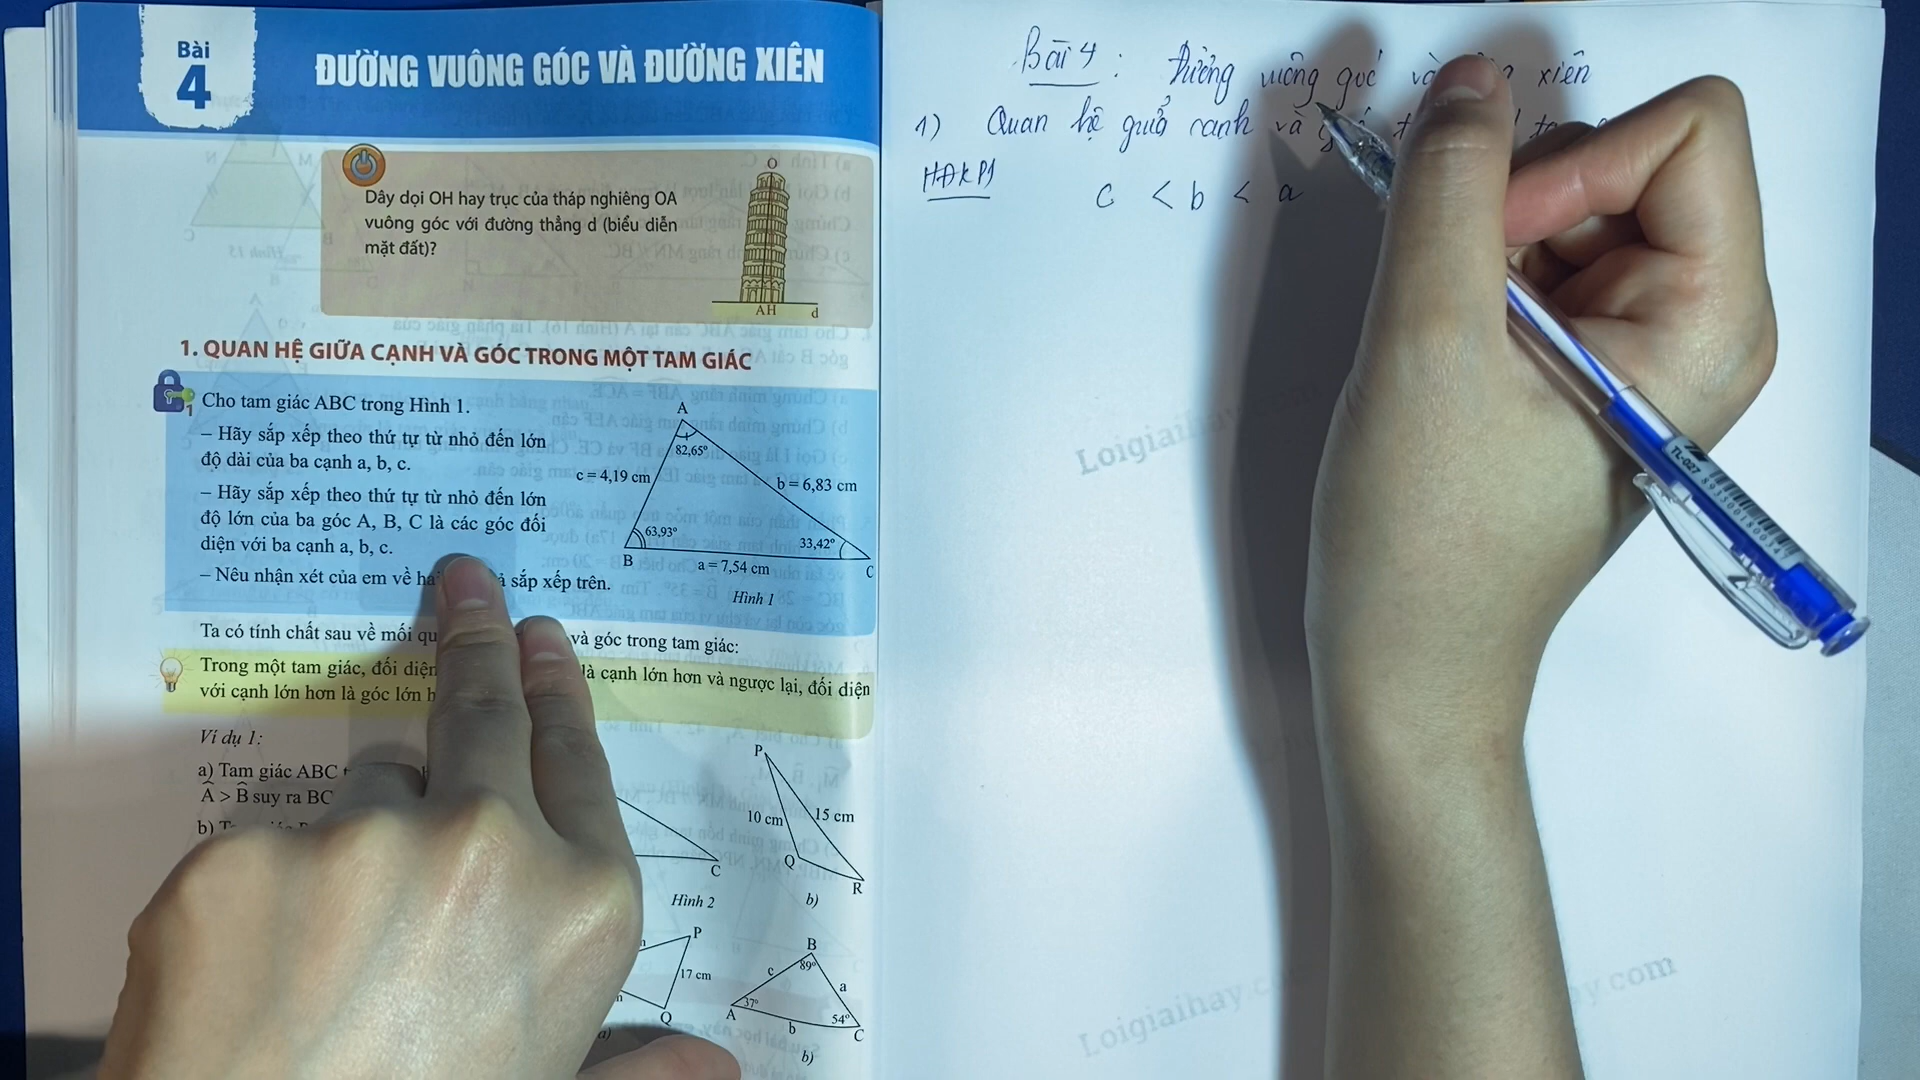 Bài
4
ĐƯỜNG VUÔNG GÓC VÀ ĐƯỜNG XIÊN
Dây dọi OH hay trục của tháp nghiêng OA
vuông góc với đường thẳng d (biểu diễn
mặt đất)?
O
AH
d
1. QUAN HỆ GIỮA CẠNH VÀ GÓC TRONG MỘT TAM GIÁC
1
Cho tam giác ABC trong Hình 1.
– Hãy sắp xếp theo thứ tự từ nhỏ đến lớn
độ dài của ba cạnh a, b, c.
– Hãy sắp xếp theo thứ tự từ nhỏ đến lớn
độ lớn của ba góc A, B, C là các góc đối
diện với ba cạnh a, b, c.
– Nêu nhận xét của em về sắp xếp trên.
A
82,65°
c = 4,19 cm
b = 6,83 cm
63,93°
33,42°
B
a = 7,54 cm
C
Hình 1
Ta có tính chất sau về mối và góc trong tam giác:
Trong một tam giác, đối diện là cạnh lớn hơn và ngược lại, đối diện
với cạnh lớn hơn là góc lớn
Ví dụ 1:
a) Tam giác ABC
Â > B̂ suy ra BC
b)
C
Hình 2
P
10 cm
15 cm
Q
R
b)
P
17 cm
Q
a)
B
89°
c
a
37°
A
b
54°
C
b)
Bài 4 : Đường vuông góc và xiên
1) Quan hệ giữa cạnh và
HĐKP1
c < b < a
Loigiaihay
Loigiaihay
.com
TL-027